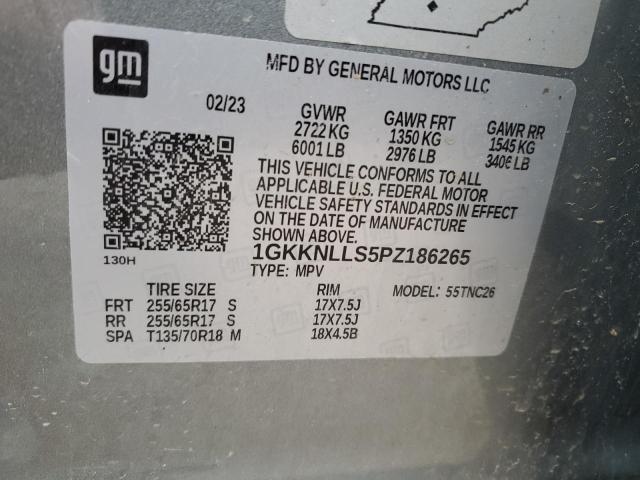 gm
MFD BY GENERAL MOTORS LLC
02/23
GVWR
2722 KG
6001 LB
GAWR FRT
1350 KG
2976 LB
GAWR RR
1545 KG
3406 LB
THIS VEHICLE CONFORMS TO ALL
APPLICABLE U.S. FEDERAL MOTOR
VEHICLE SAFETY STANDARDS IN EFFECT
ON THE DATE OF MANUFACTURE
SHOWN ABOVE.
130H
1GKKNLLS5PZ186265
TYPE: MPV
MODEL: 55TNC26
TIRE SIZE RIM
FRT 255/65R17 S 17X7.5J
RR 255/65R17 S 17X7.5J
SPA T135/70R18 M 18X4.5B